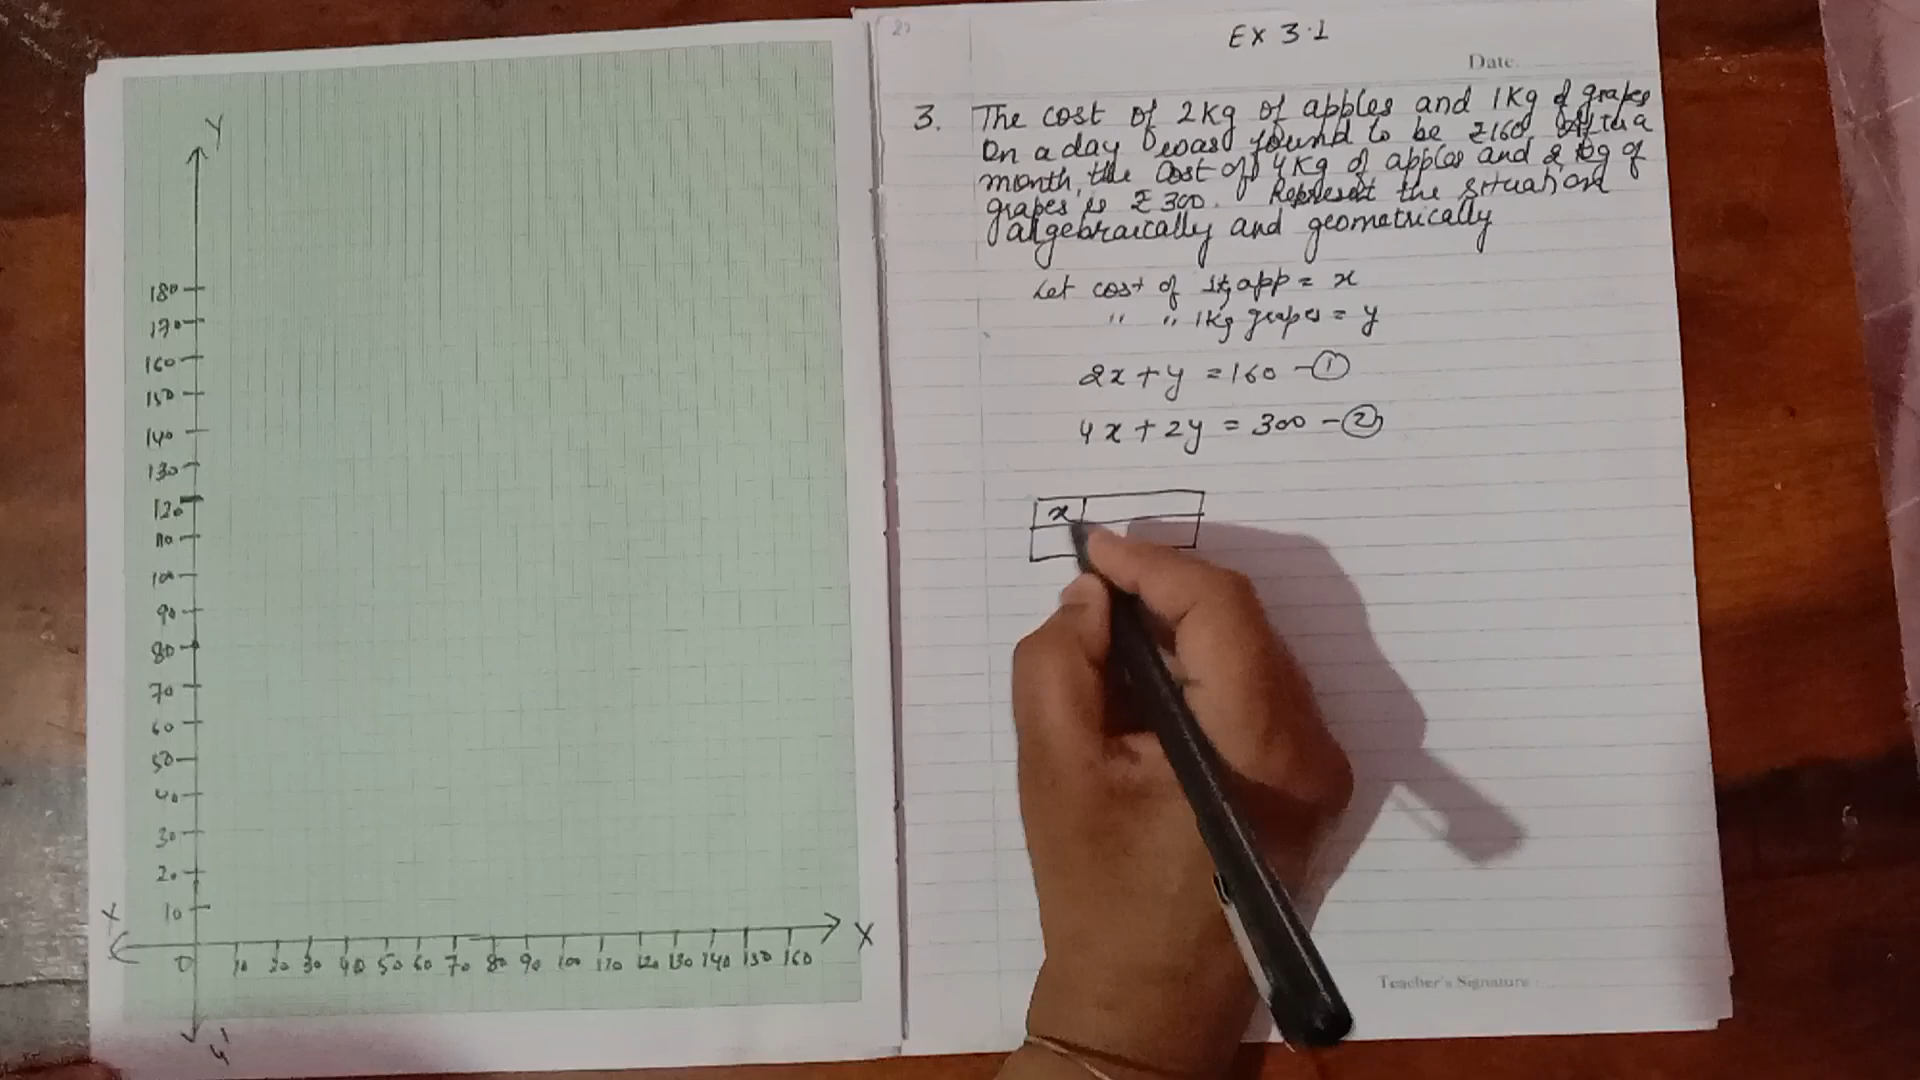 EX 3.1
Date
3. The cost of 2kg of apples and 1kg of grapes
On a day was found to be ₹160. After a
month, the cost of 4kg of apples and 2 kg of
grapes is ₹300. Represent the situation
algebraically and geometrically
Let cost of 1kg app = x
" " 1kg grapes = y
2x + y = 160 - ①
4x + 2y = 300 - ②
x
Y
180
170
160
150
140
130
120
110
100
90
80
70
60
50
40
30
20
10
X X
0 10 20 30 40 50 60 70 80 90 100 110 120 130 140 150 160
y'
Teacher's Signature